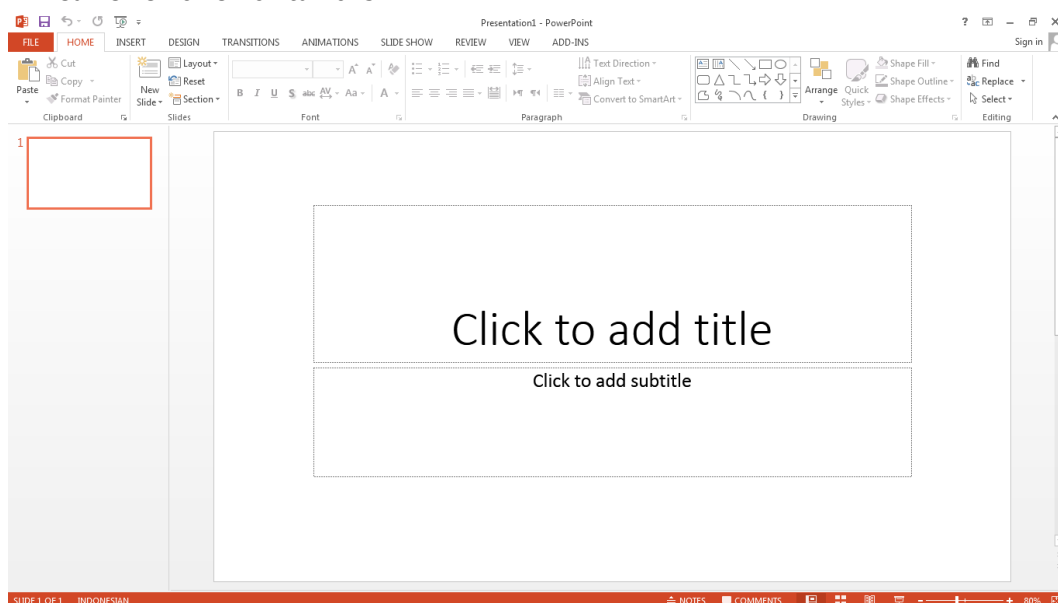 Presentation1 - PowerPoint
FILE HOME INSERT DESIGN TRANSITIONS ANIMATIONS SLIDE SHOW REVIEW VIEW ADD-INS Sign in
Paste
Cut
Copy
Format Painter
Clipboard
New Slide
Layout
Reset
Section
Slides
B I U S abc AV Aa A
Font
Text Direction
Align Text
Convert to SmartArt
Paragraph
Arrange
Quick Styles
Shape Fill
Shape Outline
Shape Effects
Drawing
Find
Replace
Select
Editing
1
Click to add title
Click to add subtitle
SLIDE 1 OF 1 INDONESIAN NOTES COMMENTS 80%